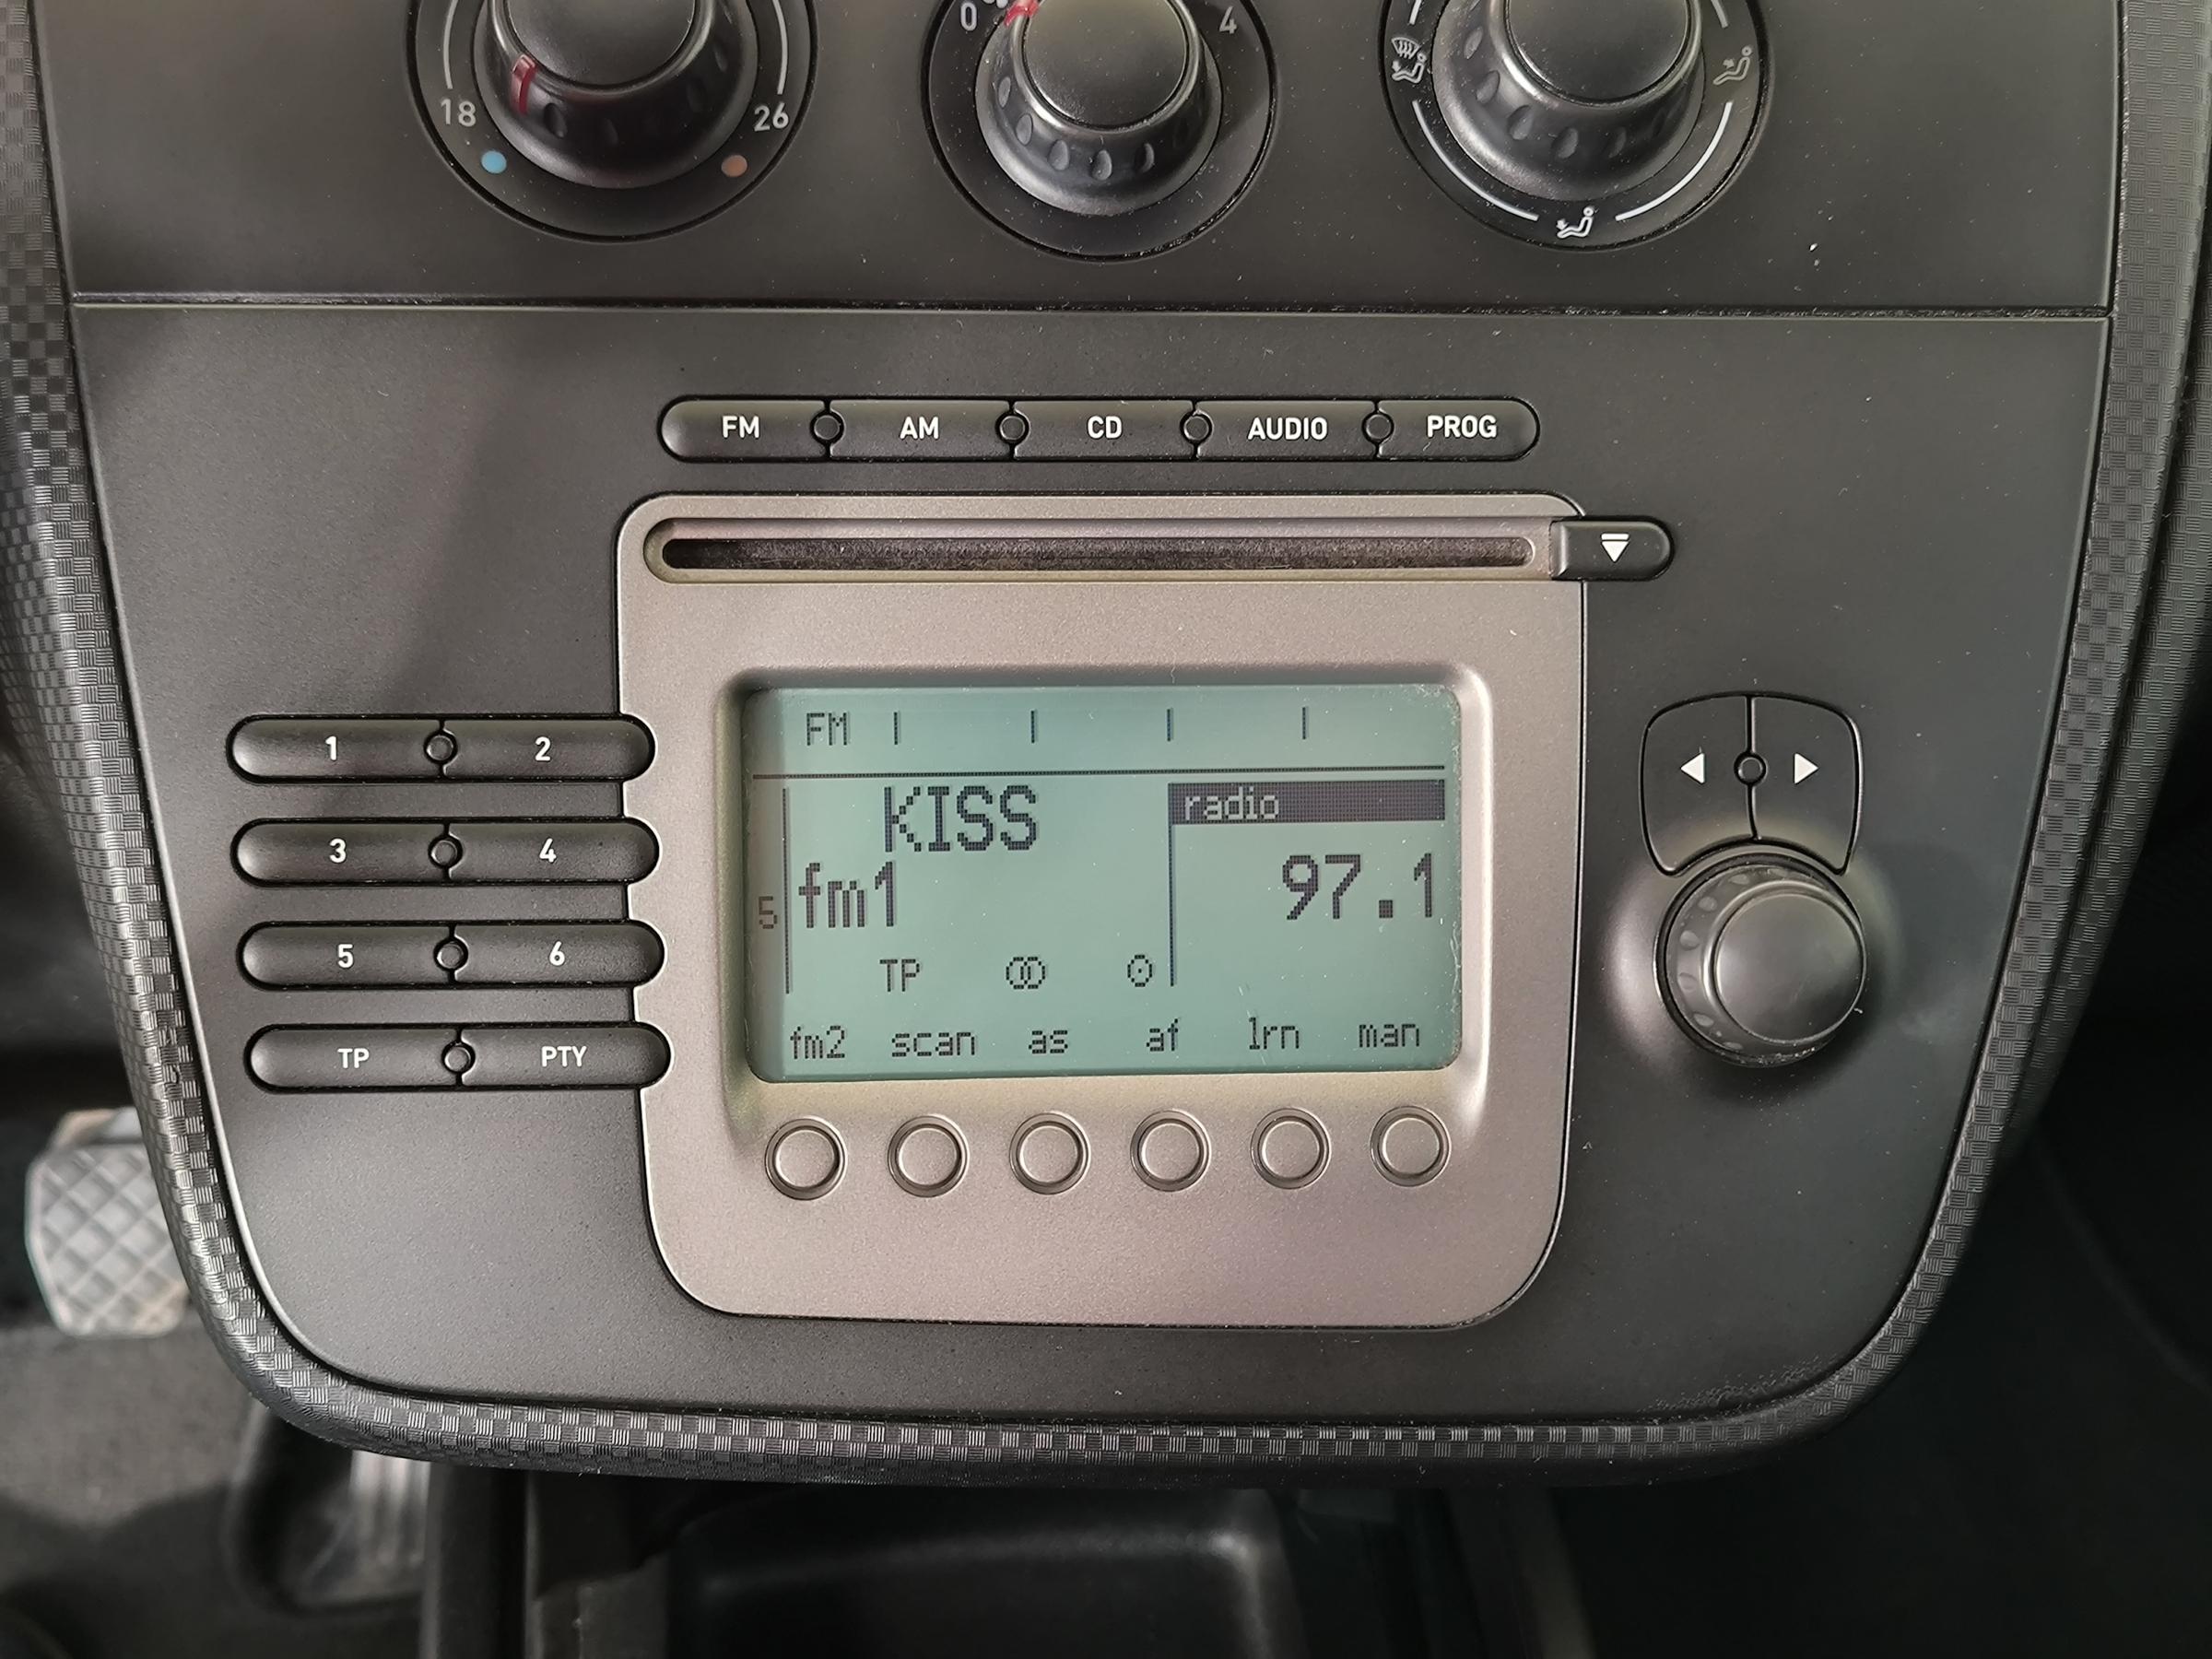 0 4
18 26
FM AM CD AUDIO PROG
1 2
3 4
5 6
TP PTY
FM
KISS
radio
5 fm1
97.1
TP
fm2 scan as af lrn man